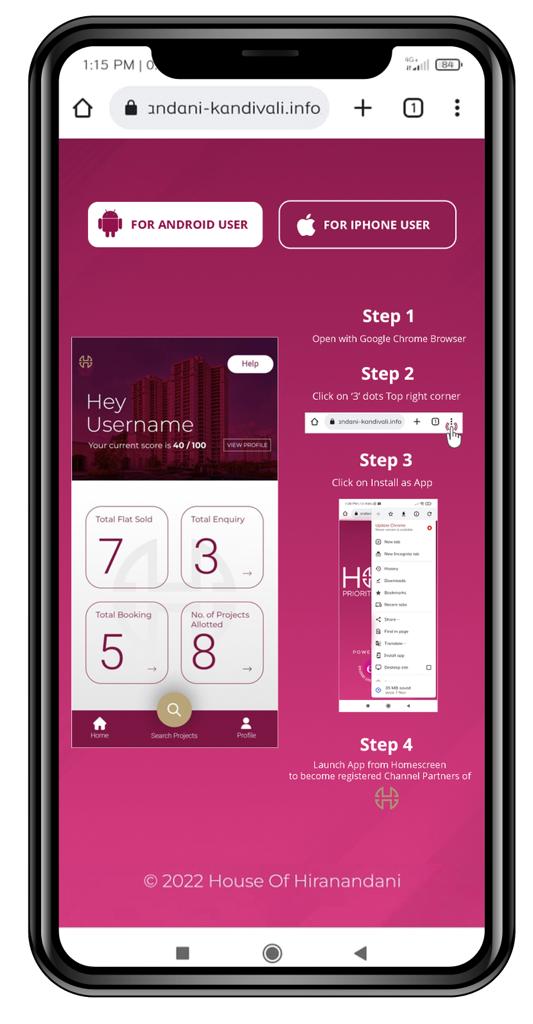 1:15 PM | 0.
4G+
84
andani-kandivali.info
1
FOR ANDROID USER
FOR IPHONE USER
Help
Hey
Username
Your current score is 40 / 100
VIEW PROFILE
Total Flat Sold
7
Total Enquiry
3
Total Booking
5
No. of Projects
Allotted
8
Home
Search Projects
Profile
Step 1
Open with Google Chrome Browser
Step 2
Click on ‘3’ dots Top right corner
andani-kandivali.info
Step 3
Click on Install as App
Update Chrome
New tab
New Incognito tab
History
Downloads
Bookmarks
Recent tabs
Share...
Find in page
Translate...
Install app
Desktop site
PRIORIT
POWE
Step 4
Launch App from Homescreen
to become registered Channel Partners of
© 2022 House Of Hiranandani